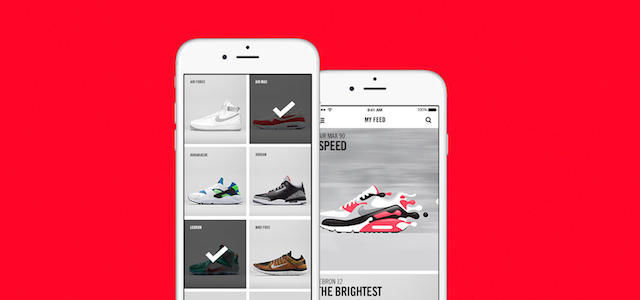 AIR FORCE
AIR MAX
HUARACHE
JORDAN
LEBRON
NIKE FREE
9:41 AM
100%
MY FEED
AIR MAX 90
SPEED
LEBRON 12
THE BRIGHTEST